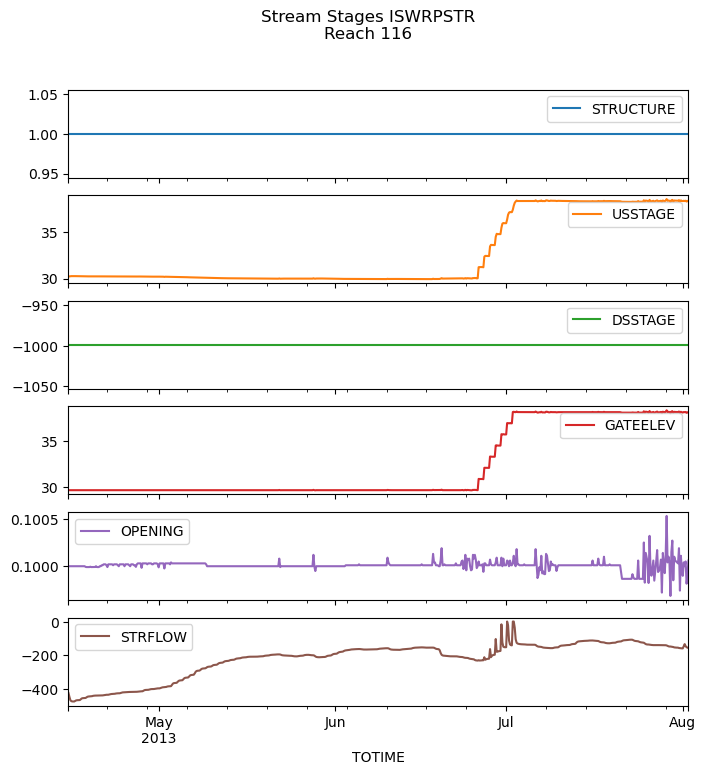 Stream Stages ISWRPSTR
Reach 116
1.05
STRUCTURE
1.00
0.95
USSTAGE
35
30
−950
DSSTAGE
−1000
−1050
GATEELEV
35
30
0.1005
OPENING
0.1000
0
STRFLOW
−200
−400
May
2013
Jun
Jul
Aug
TOTIME